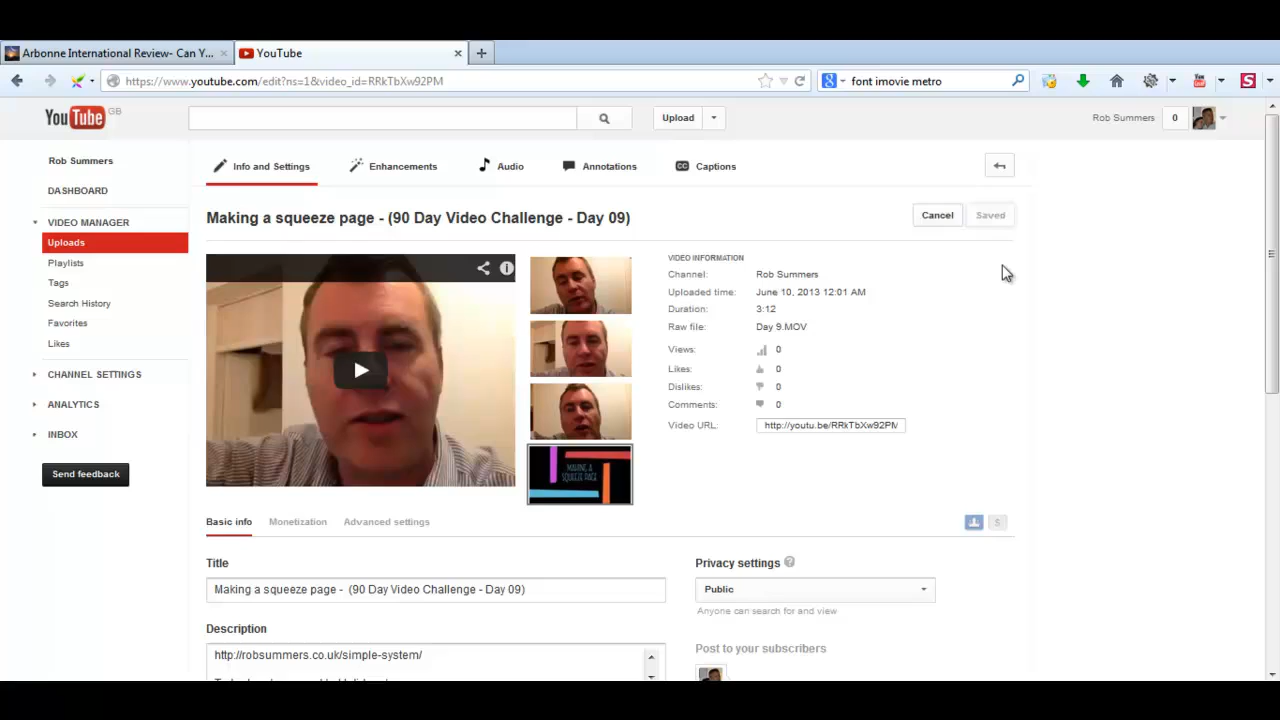 Arbonne International Review- Can Y...
YouTube
https://www.youtube.com/edit?ns=1&video_id=RRkTbXw92PM
font imovie metro
YouTube GB
Upload
Rob Summers
0
Rob Summers
DASHBOARD
VIDEO MANAGER
Uploads
Playlists
Tags
Search History
Favorites
Likes
CHANNEL SETTINGS
ANALYTICS
INBOX
Send feedback
Info and Settings
Enhancements
Audio
Annotations
CC Captions
Making a squeeze page - (90 Day Video Challenge - Day 09)
Cancel
Saved
MAKING A
SQUEEZE PAGE
VIDEO INFORMATION
Channel: Rob Summers
Uploaded time: June 10, 2013 12:01 AM
Duration: 3:12
Raw file: Day 9.MOV
Views: 0
Likes: 0
Dislikes: 0
Comments: 0
Video URL: http://youtu.be/RRkTbXw92PM
Basic info
Monetization
Advanced settings
$
Title
Making a squeeze page - (90 Day Video Challenge - Day 09)
Description
http://robsummers.co.uk/simple-system/
Privacy settings ?
Public
Anyone can search for and view
Post to your subscribers